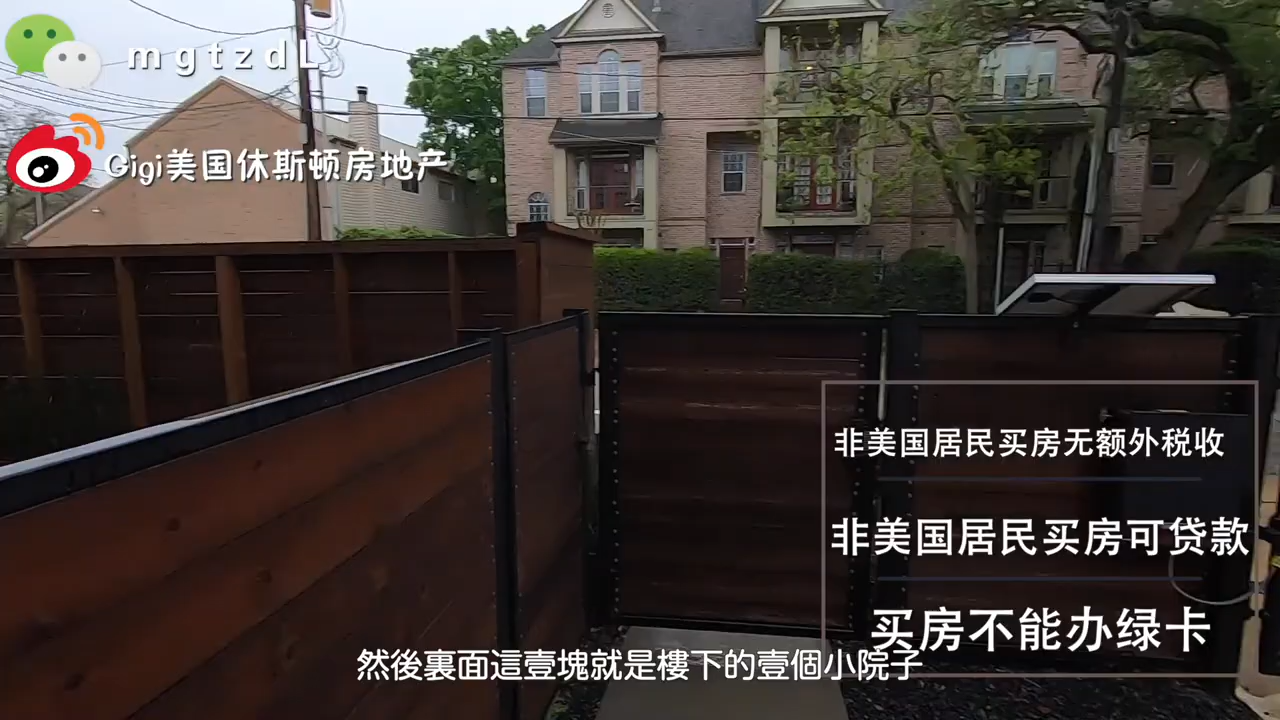 mgtzdL
Gigi美国休斯顿房地产
非美国居民买房无额外税收
非美国居民买房可贷款
买房不能办绿卡
然後裏面這壹塊就是樓下的壹個小院子